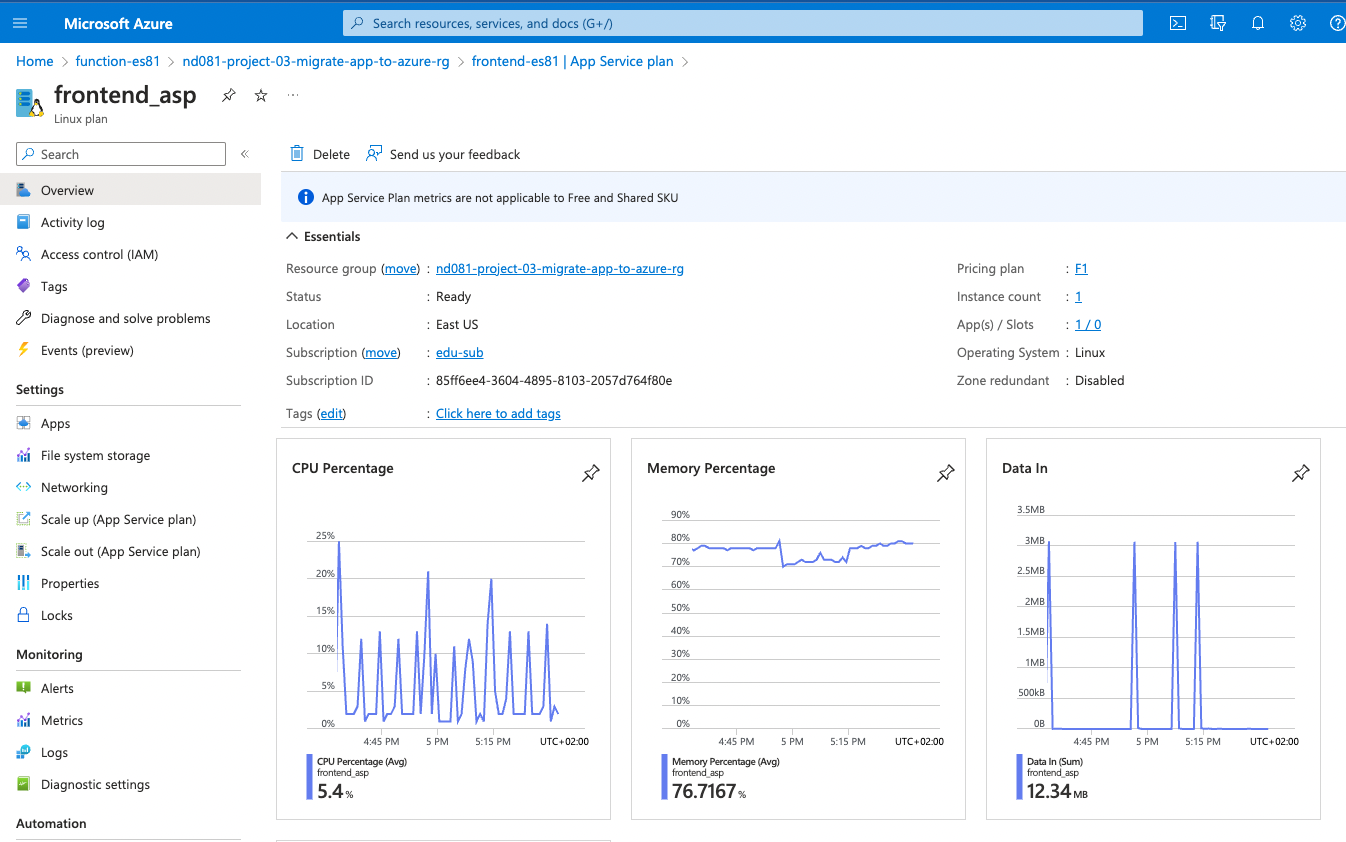 Microsoft Azure
Search resources, services, and docs (G+/)
Home > function-es81 > nd081-project-03-migrate-app-to-azure-rg > frontend-es81 | App Service plan >
frontend_asp
Linux plan
Search
Overview
Activity log
Access control (IAM)
Tags
Diagnose and solve problems
Events (preview)
Settings
Apps
File system storage
Networking
Scale up (App Service plan)
Scale out (App Service plan)
Properties
Locks
Monitoring
Alerts
Metrics
Logs
Diagnostic settings
Automation
Delete
Send us your feedback
App Service Plan metrics are not applicable to Free and Shared SKU
Essentials
Resource group (move) : nd081-project-03-migrate-app-to-azure-rg
Status : Ready
Location : East US
Subscription (move) : edu-sub
Subscription ID : 85ff6ee4-3604-4895-8103-2057d764f80e
Tags (edit) : Click here to add tags
Pricing plan : F1
Instance count : 1
App(s) / Slots : 1 / 0
Operating System : Linux
Zone redundant : Disabled
CPU Percentage
25%
20%
15%
10%
5%
0%
4:45 PM 5 PM 5:15 PM UTC+02:00
CPU Percentage (Avg)
frontend_asp
5.4 %
Memory Percentage
90%
80%
70%
60%
50%
40%
30%
20%
10%
0%
4:45 PM 5 PM 5:15 PM UTC+02:00
Memory Percentage (Avg)
frontend_asp
76.7167 %
Data In
3.5MB
3MB
2.5MB
2MB
1.5MB
1MB
500kB
0B
4:45 PM 5 PM 5:15 PM UTC+02:00
Data In (Sum)
frontend_asp
12.34 MB